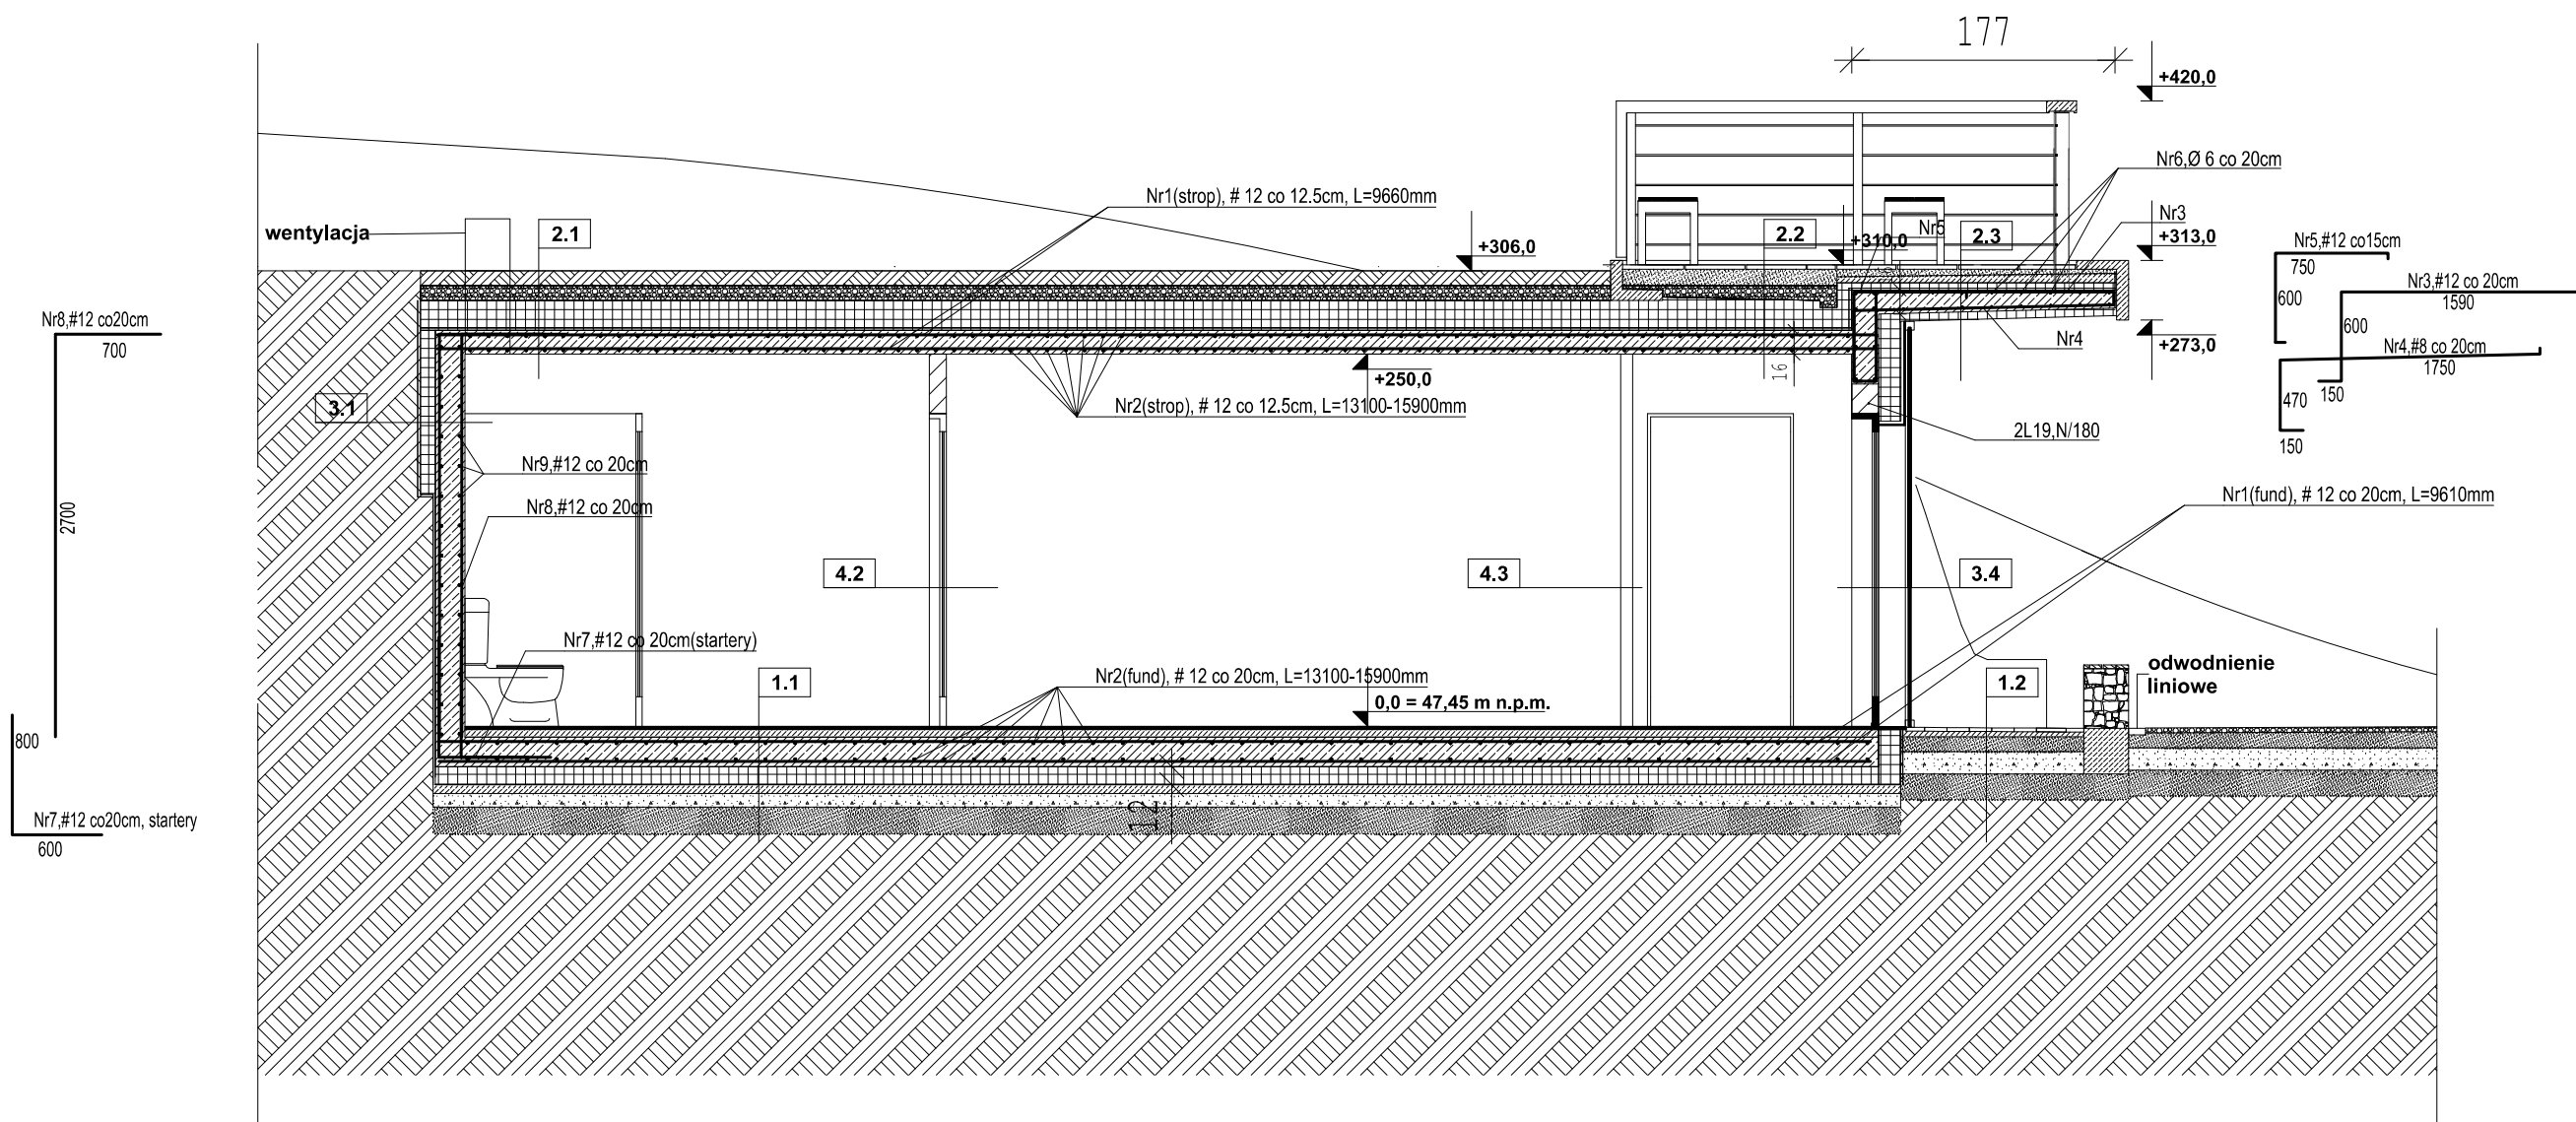 177
+420,0
Nr6,Ø 6 co 20cm
Nr1(strop), # 12 co 12.5cm, L=9660mm
Nr3
wentylacja
2.1
+306,0
2.2
Nr5
+310,0
2.3
+313,0
Nr5,#12 co15cm
750
600
Nr3,#12 co 20cm
1590
600
Nr8,#12 co20cm
700
Nr4
+273,0
Nr4,#8 co 20cm
1750
16
+250,0
3.1
Nr2(strop), # 12 co 12.5cm, L=13100-15900mm
150
470
2L19,N/180
150
Nr9,#12 co 20cm
Nr1(fund), # 12 co 20cm, L=9610mm
Nr8,#12 co 20cm
2700
4.2
4.3
3.4
Nr7,#12 co 20cm(startery)
1.1
Nr2(fund), # 12 co 20cm, L=13100-15900mm
1.2
odwodnienie
liniowe
0,0 = 47,45 m n.p.m.
800
12
Nr7,#12 co20cm, startery
600